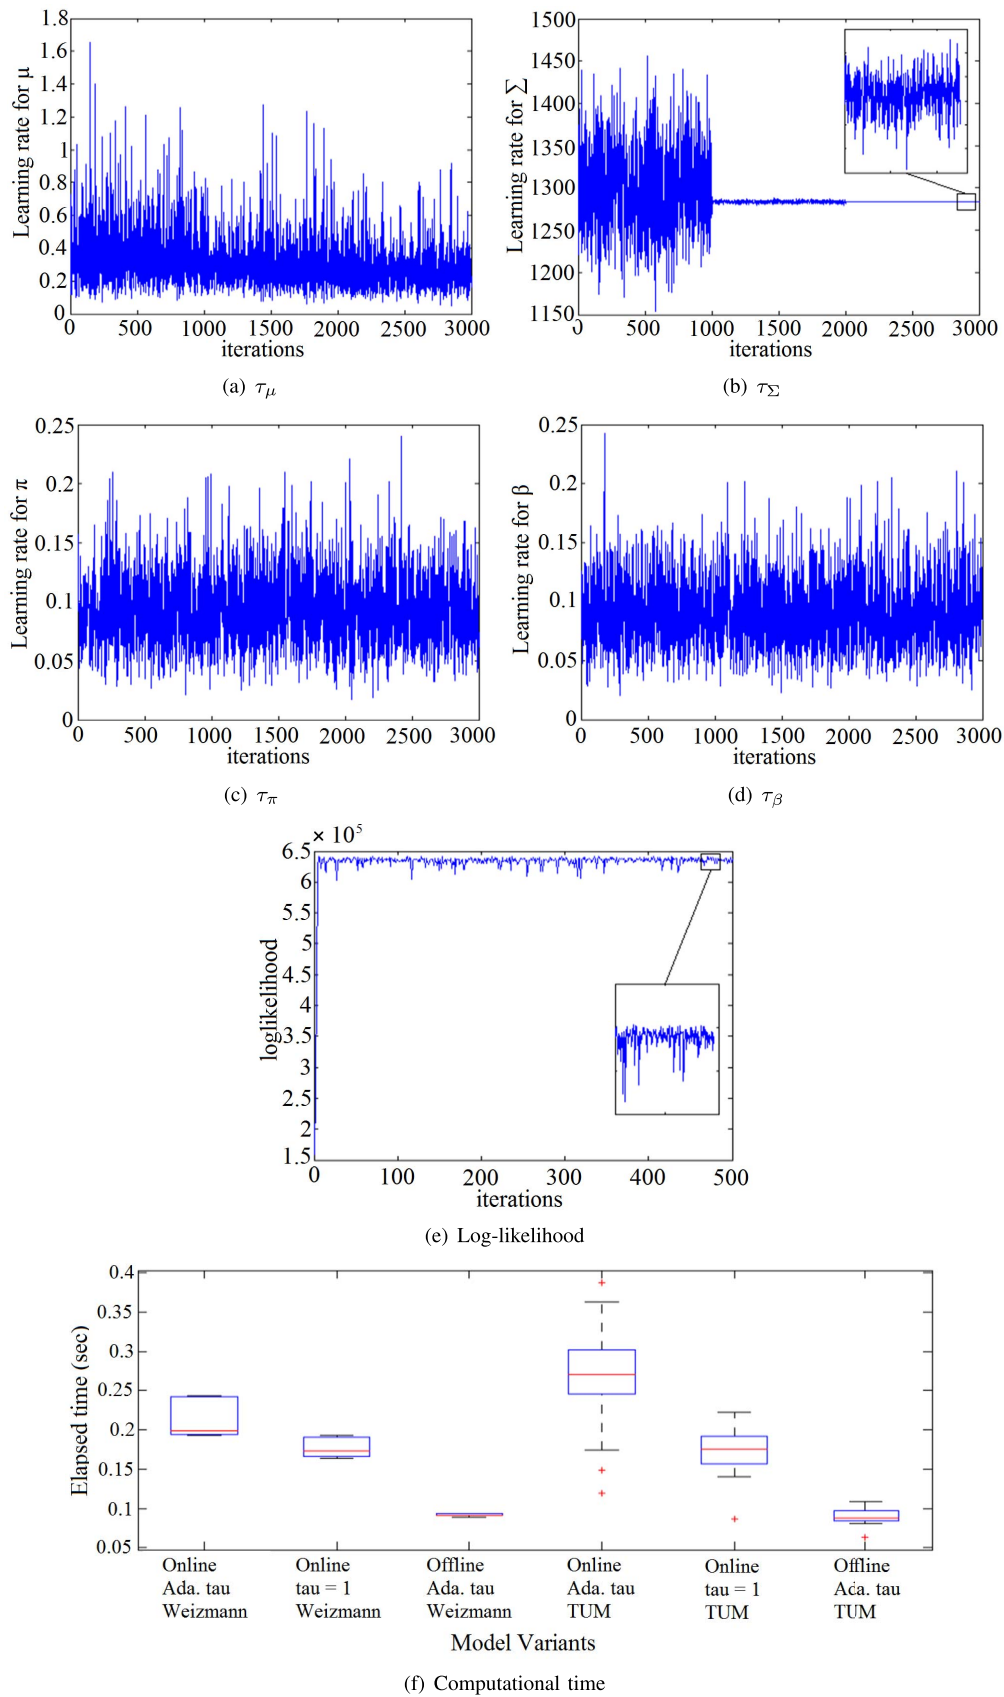 1.8
1.6
1.4
1.2
1
0.8
0.6
0.4
0.2
0
Learning rate for μ
0 500 1000 1500 2000 2500 3000
iterations
(a) τμ
1500
1450
1400
1350
1300
1250
1200
1150
Learning rate for Σ
0 500 1000 1500 2000 2500 3000
iterations
(b) τΣ
0.25
0.2
0.15
0.1
0.05
0
Learning rate for π
0 500 1000 1500 2000 2500 3000
iterations
(c) τπ
0.25
0.2
0.15
0.1
0.05
0
Learning rate for β
0 500 1000 1500 2000 2500 3000
iterations
(d) τβ
× 10⁵
6.5
6
5.5
5
4.5
4
3.5
3
2.5
2
1.5
loglikelihood
0 100 200 300 400 500
iterations
(e) Log-likelihood
0.4
0.35
0.3
0.25
0.2
0.15
0.1
0.05
Elapsed time (sec)
Online Online Offline Online Online Offline
Ada. tau tau = 1 Ada. tau Ada. tau tau = 1 Ada. tau
Weizmann Weizmann Weizmann TUM TUM TUM
Model Variants
(f) Computational time